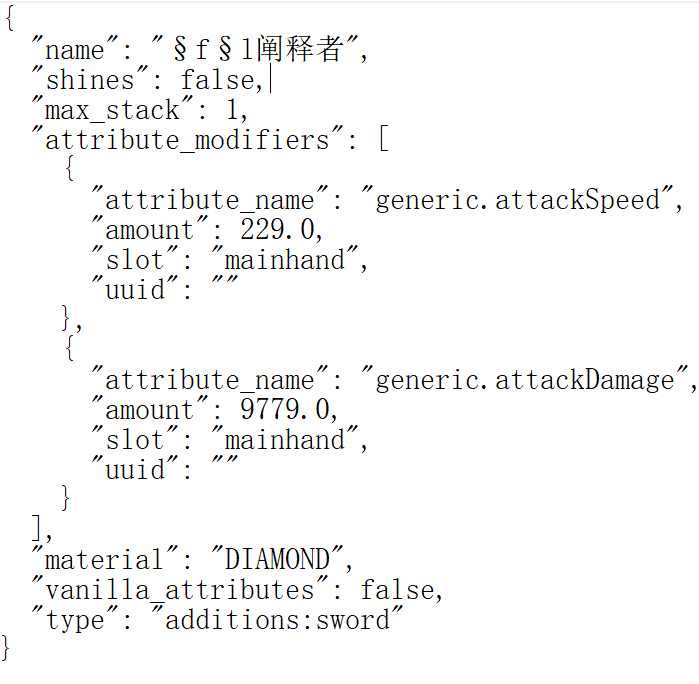 {
  "name": "§f§l阐释者",
  "shines": false,
  "max_stack": 1,
  "attribute_modifiers": [
    {
      "attribute_name": "generic.attackSpeed",
      "amount": 229.0,
      "slot": "mainhand",
      "uuid": ""
    },
    {
      "attribute_name": "generic.attackDamage",
      "amount": 9779.0,
      "slot": "mainhand",
      "uuid": ""
    }
  ],
  "material": "DIAMOND",
  "vanilla_attributes": false,
  "type": "additions:sword"
}